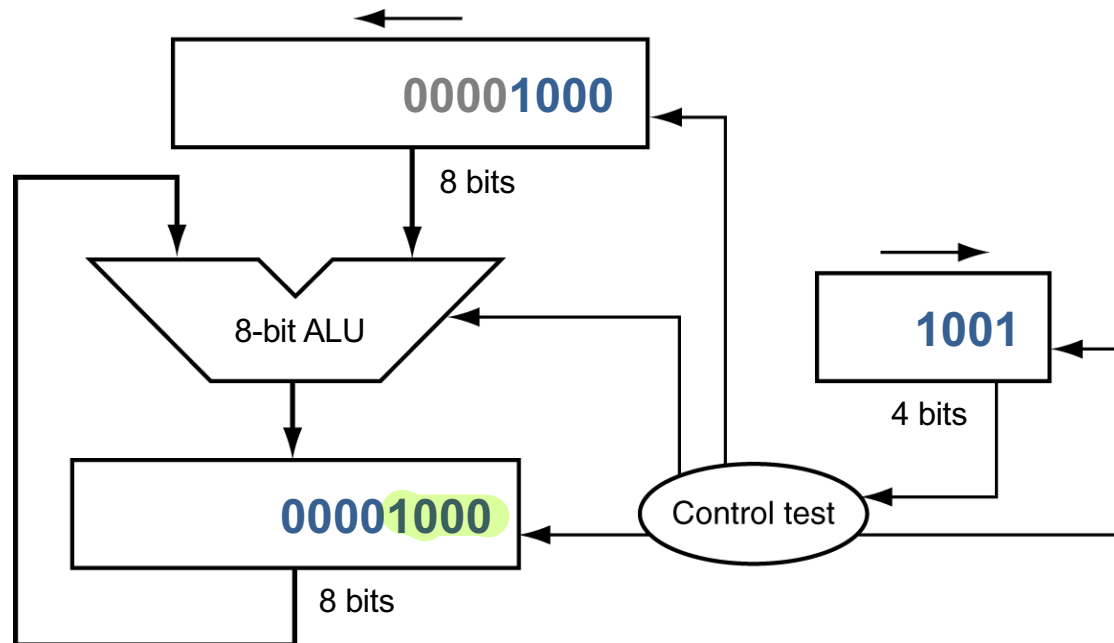 00001000
8 bits
8-bit ALU
1001
4 bits
00001000
Control test
8 bits